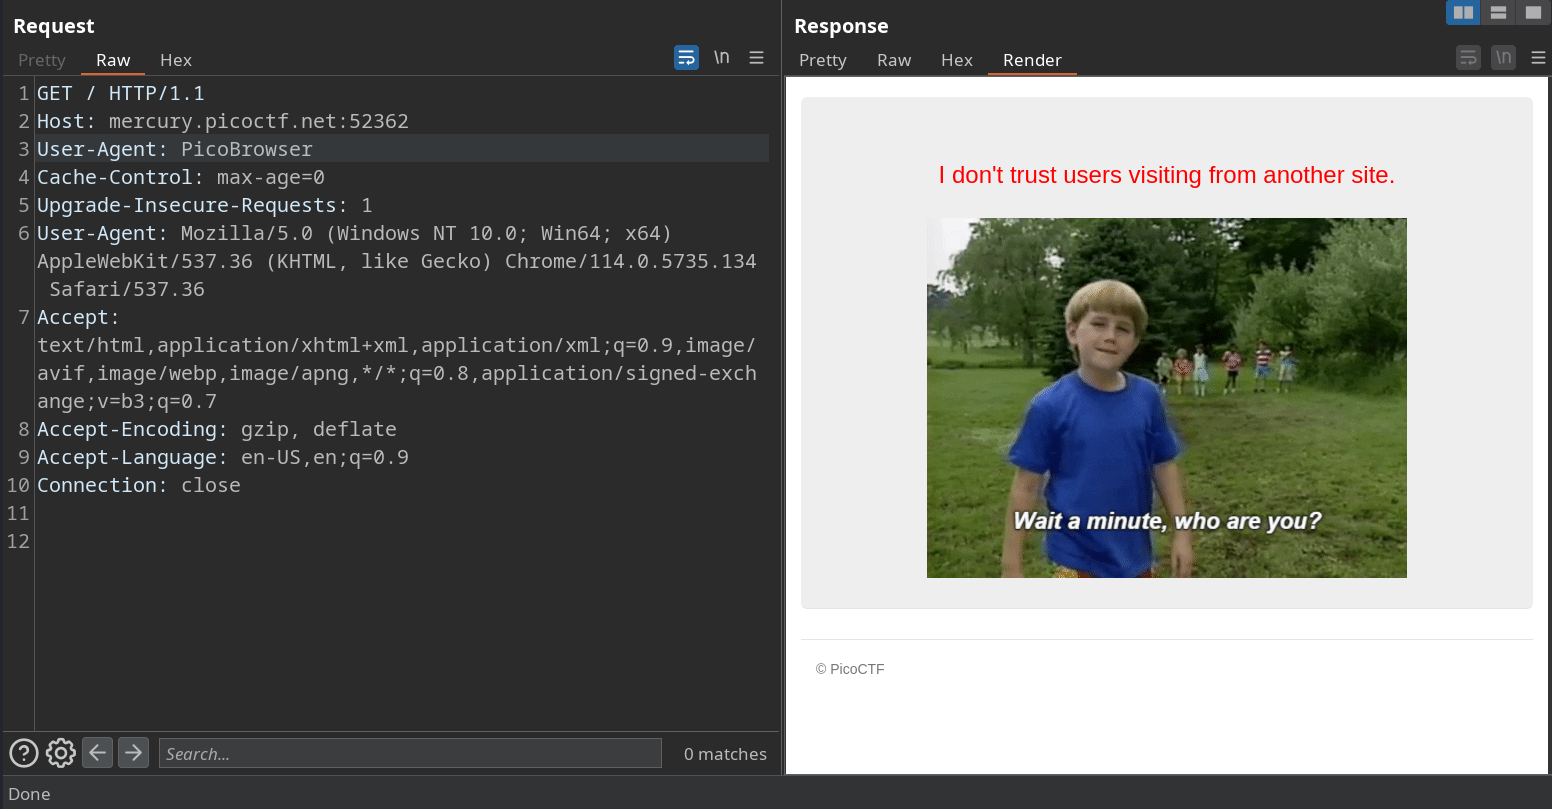 Request
Pretty Raw Hex
\n
1 GET / HTTP/1.1
2 Host: mercury.picoctf.net:52362
3 User-Agent: PicoBrowser
4 Cache-Control: max-age=0
5 Upgrade-Insecure-Requests: 1
6 User-Agent: Mozilla/5.0 (Windows NT 10.0; Win64; x64)
AppleWebKit/537.36 (KHTML, like Gecko) Chrome/114.0.5735.134
Safari/537.36
7 Accept:
text/html,application/xhtml+xml,application/xml;q=0.9,image/
avif,image/webp,image/apng,*/*;q=0.8,application/signed-exch
ange;v=b3;q=0.7
8 Accept-Encoding: gzip, deflate
9 Accept-Language: en-US,en;q=0.9
10 Connection: close
11
12
?
Search...
0 matches
Done
Response
Pretty Raw Hex Render
\n
I don't trust users visiting from another site.
Wait a minute, who are you?
© PicoCTF